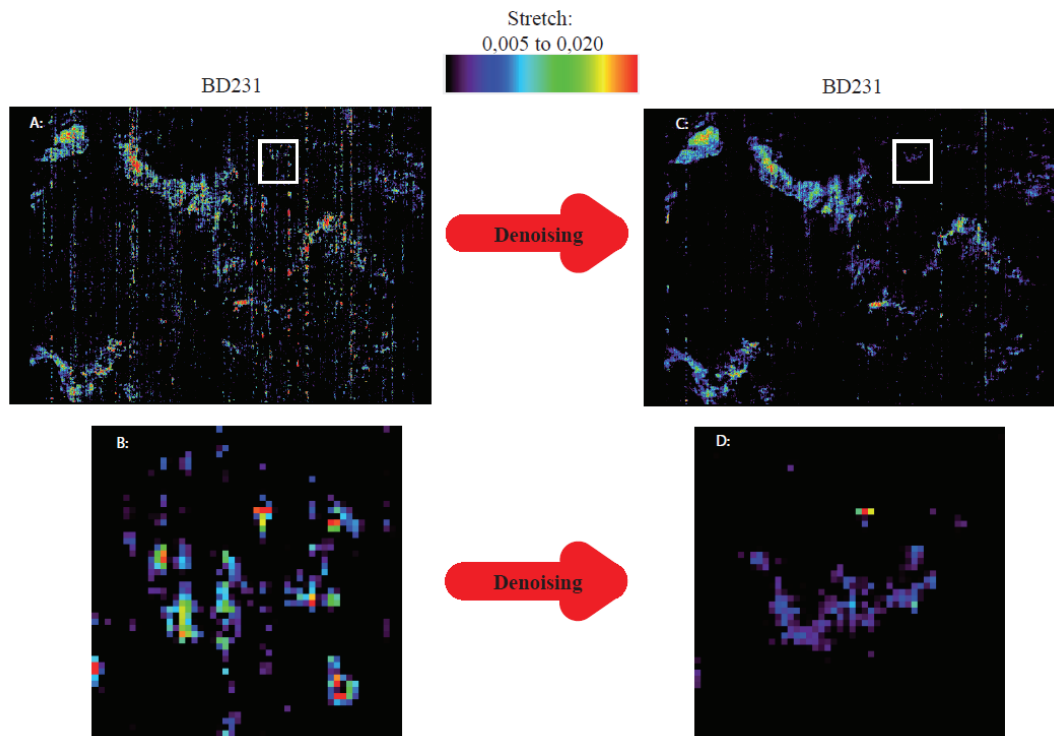 Stretch:
0,005 to 0,020
BD231
BD231
A:
C:
Denoising
B:
D:
Denoising